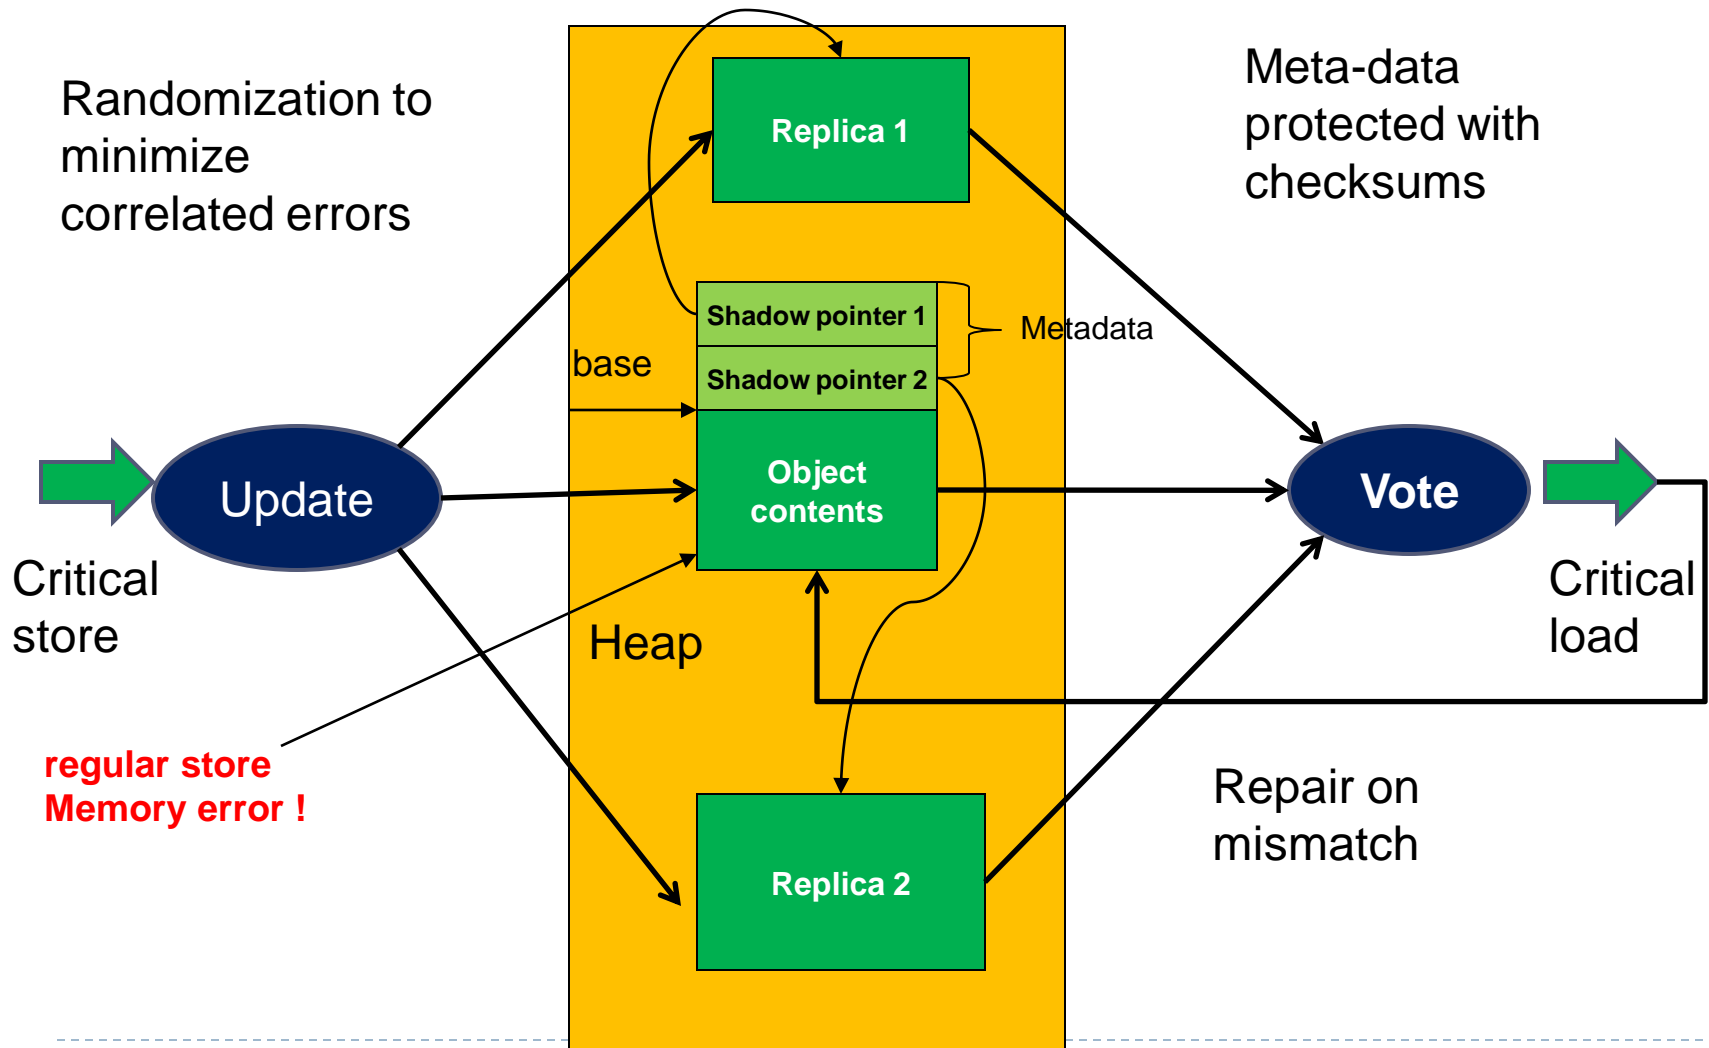 Randomization to
minimize
correlated errors
Replica 1
Meta-data
protected with
checksums
Shadow pointer 1
Metadata
base
Shadow pointer 2
Object
contents
Update
Vote
Critical
store
Heap
Critical
load
regular store
Memory error !
Repair on
mismatch
Replica 2